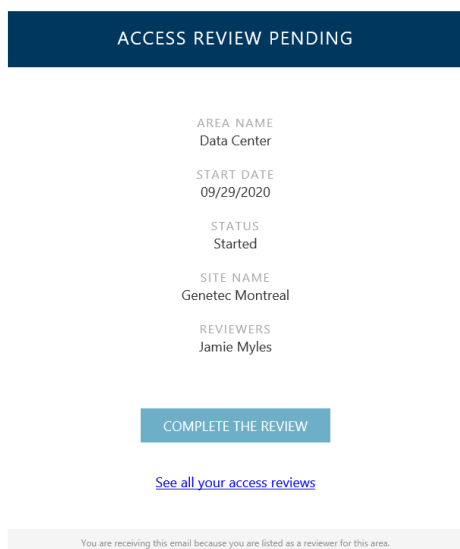 ACCESS REVIEW PENDING
AREA NAME
Data Center
START DATE
09/29/2020
STATUS
Started
SITE NAME
Genetec Montreal
REVIEWERS
Jamie Myles
COMPLETE THE REVIEW
See all your access reviews
You are receiving this email because you are listed as a reviewer for this area.